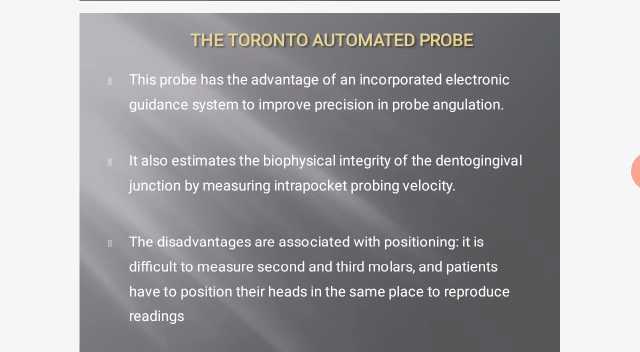 THE TORONTO AUTOMATED PROBE
This probe has the advantage of an incorporated electronic
guidance system to improve precision in probe angulation.
It also estimates the biophysical integrity of the dentogingival
junction by measuring intrapocket probing velocity.
The disadvantages are associated with positioning: it is
difficult to measure second and third molars, and patients
have to position their heads in the same place to reproduce
readings